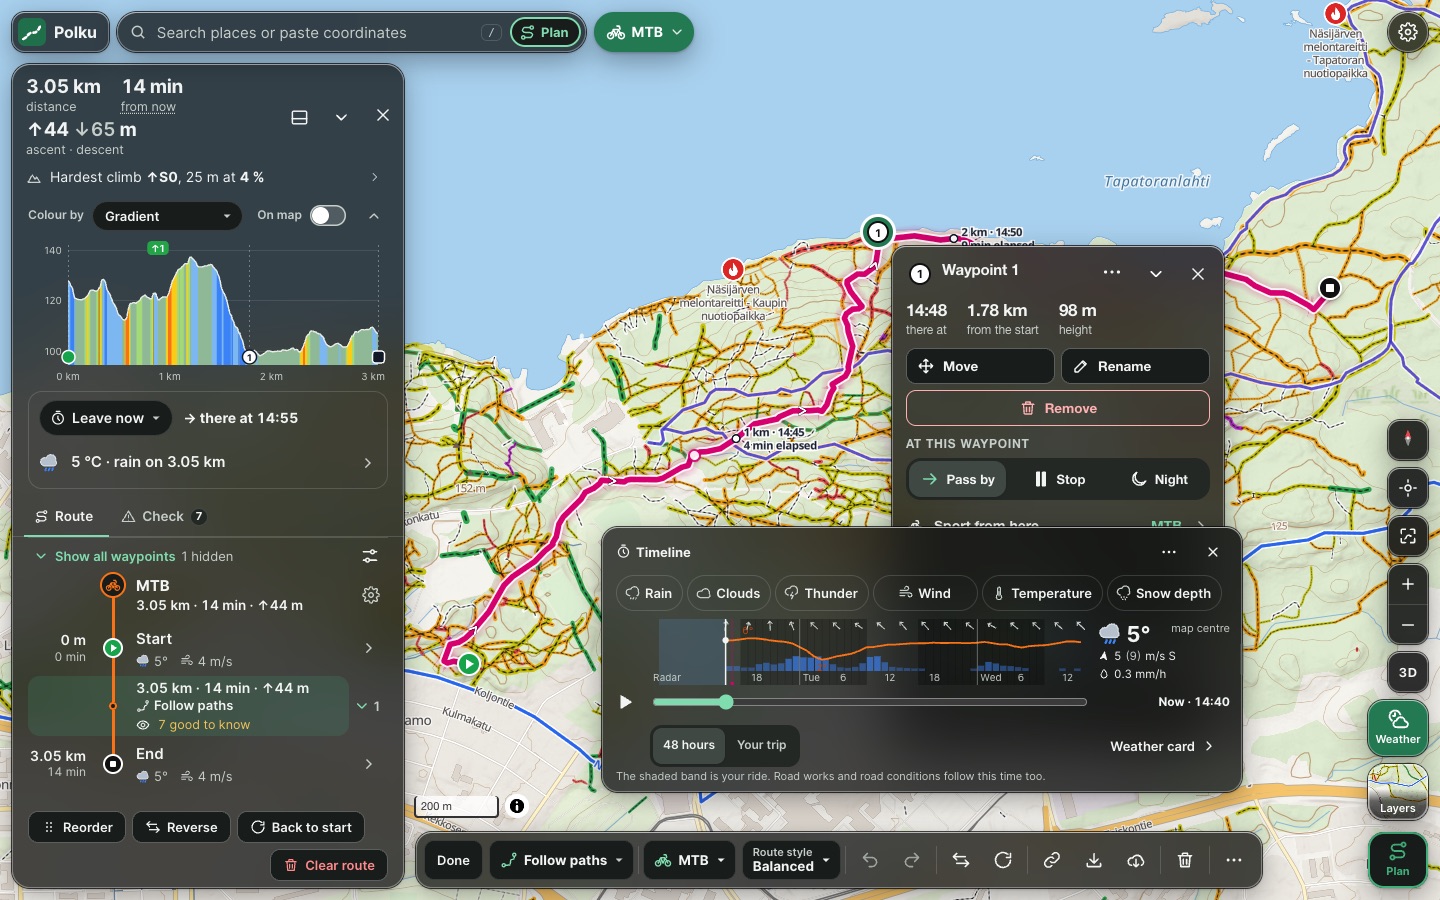 Polku
Search places or paste coordinates
/
Plan
MTB
3.05 km
14 min
distance
from now
↑44 ↓65 m
ascent · descent
Hardest climb ↑S0, 25 m at 4 %
Colour by
Gradient
On map
140
↑1
120
100
1
0 km
1 km
2 km
3 km
Leave now
→ there at 14:55
5 °C · rain on 3.05 km
Route
Check 7
Show all waypoints 1 hidden
MTB
3.05 km · 14 min · ↑44 m
0 m
0 min
Start
5°
4 m/s
3.05 km · 14 min · ↑44 m
Follow paths
7 good to know
1
3.05 km
14 min
End
5°
4 m/s
Reorder
Reverse
Back to start
Clear route
Näsijärven
melontareitti
- Tapatoran
nuotiopaikka
Tapatoranlahti
1
2 km · 14:50
Näsijärven
melontareitti - Kaupin
nuotiopaikka
1 km · 14:45
4 min elapsed
152 m
125
Koljontie
Kulmakatu
200 m
1
Waypoint 1
14:48
1.78 km
98 m
there at
from the start
height
Move
Rename
Remove
AT THIS WAYPOINT
Pass by
Stop
Night
Sport from here
MTB
Timeline
Rain
Clouds
Thunder
Wind
Temperature
Snow depth
Radar
18
Tue
6
12
18
Wed
6
12
5°
map centre
5 (9) m/s S
0.3 mm/h
Now · 14:40
48 hours
Your trip
Weather card
The shaded band is your ride. Road works and road conditions follow this time too.
Done
Follow paths
MTB
Route style
Balanced
3D
Weather
Layers
Plan